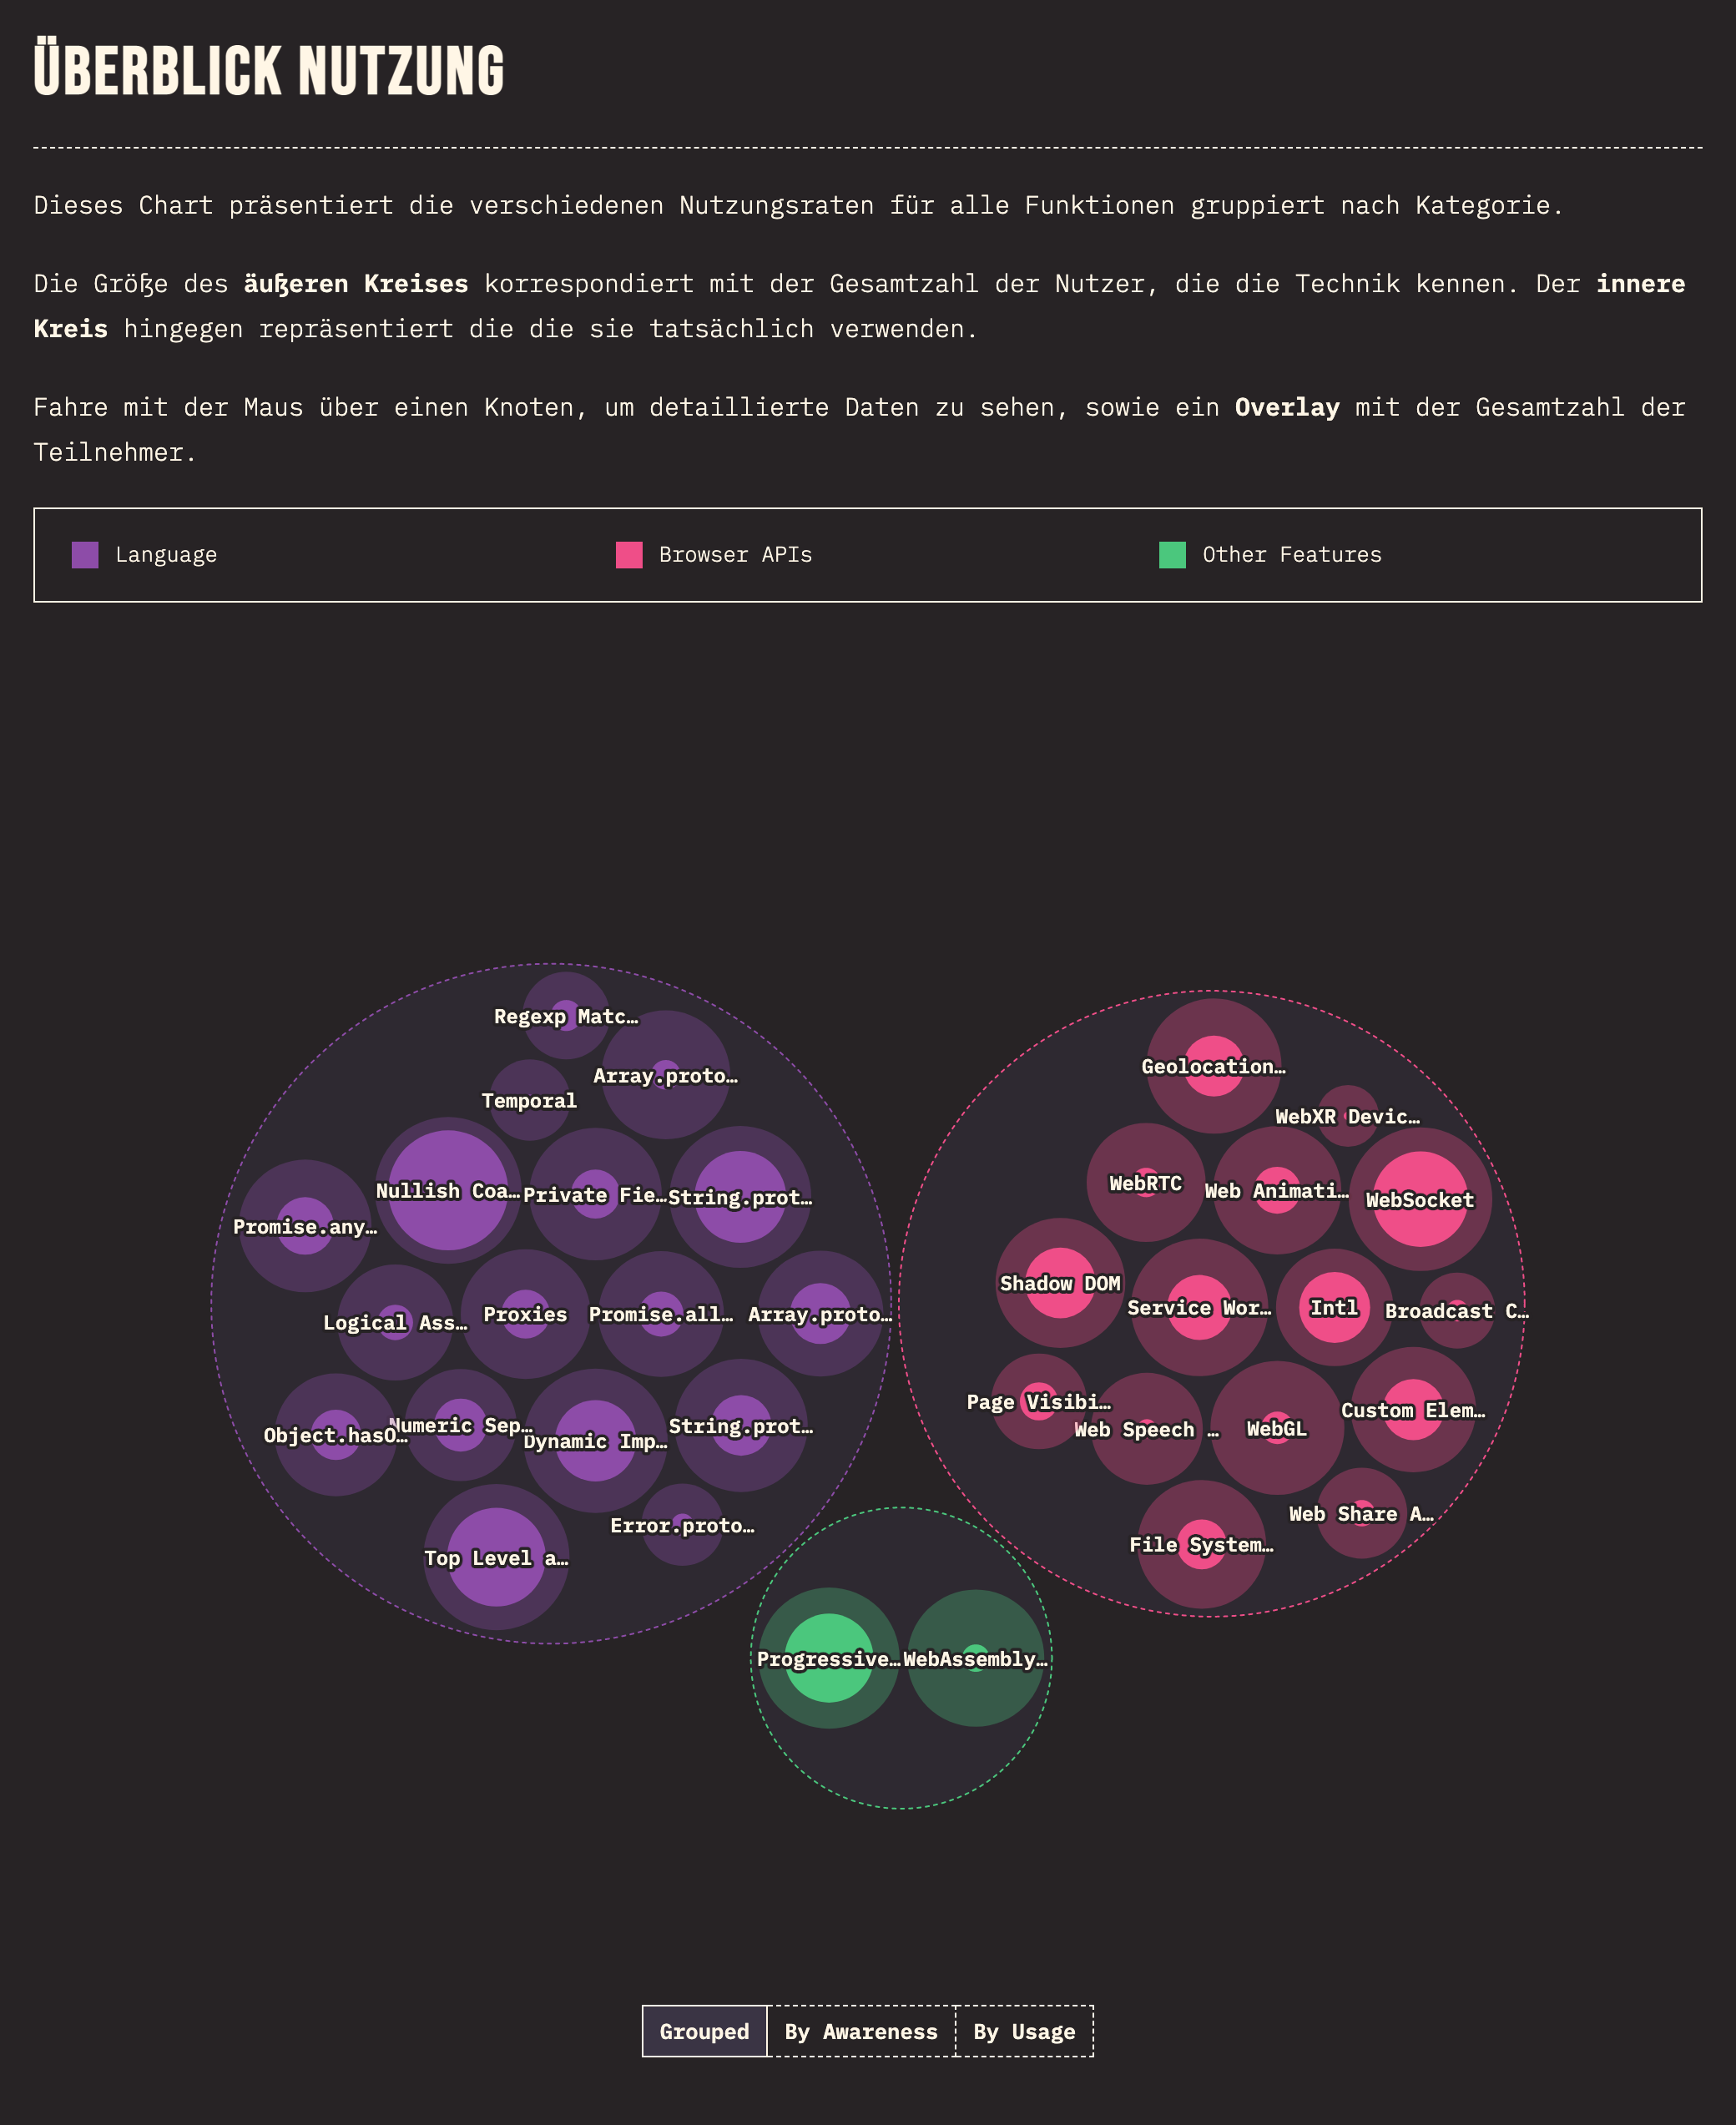 ÜBERBLICK NUTZUNG
Dieses Chart präsentiert die verschiedenen Nutzungsraten für alle Funktionen gruppiert nach Kategorie.
Die Größe des äußeren Kreises korrespondiert mit der Gesamtzahl der Nutzer, die die Technik kennen. Der innere
Kreis hingegen repräsentiert die die sie tatsächlich verwenden.
Fahre mit der Maus über einen Knoten, um detaillierte Daten zu sehen, sowie ein Overlay mit der Gesamtzahl der
Teilnehmer.
Language
Browser APIs
Other Features
Regexp Matc…
Array.proto…
Temporal
Nullish Coa…
Private Fie…
String.prot…
Promise.any…
Logical Ass…
Proxies
Promise.all…
Array.proto…
Object.hasO…
Numeric Sep…
Dynamic Imp…
String.prot…
Top Level a…
Error.proto…
Geolocation…
WebXR Devic…
WebRTC
Web Animati…
WebSocket
Shadow DOM
Service Wor…
Intl
Broadcast C…
Page Visibi…
Web Speech …
WebGL
Custom Elem…
Web Share A…
File System…
Progressive…
WebAssembly…
Grouped
By Awareness
By Usage